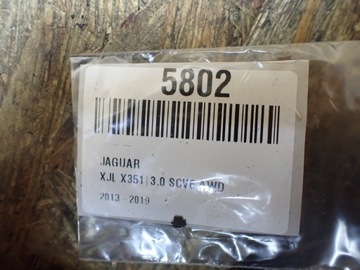 5802
JAGUAR
XJL X351 3.0 SCV6 AWD
2013 - 2019